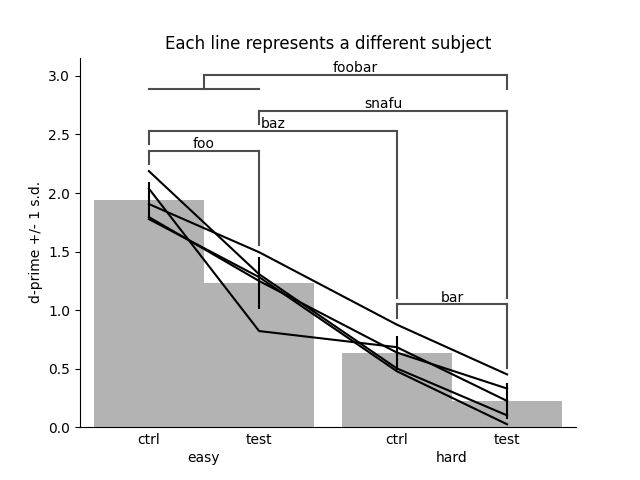 Each line represents a different subject
foobar
snafu
baz
foo
bar
d-prime +/- 1 s.d.
3.0
2.5
2.0
1.5
1.0
0.5
0.0
ctrl test ctrl test
easy hard